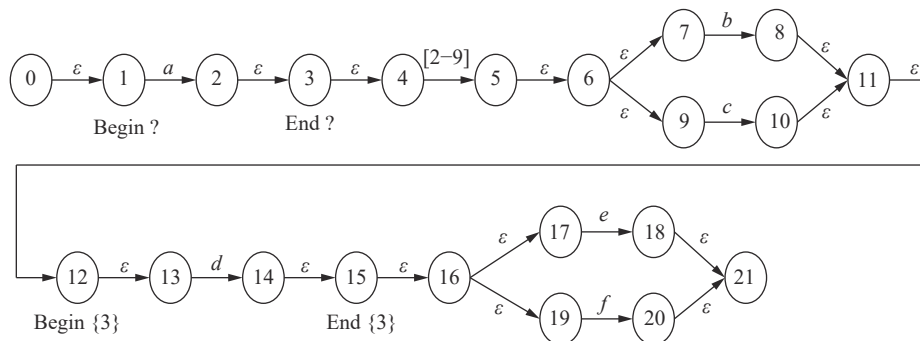 ε a ε ε [2−9] ε ε b ε ε c ε ε
0 1 2 3 4 5 6 7 8 9 10 11
Begin ? End ?
ε ε d ε ε ε e ε ε f ε
12 13 14 15 16 17 18 19 20 21
Begin {3} End {3}